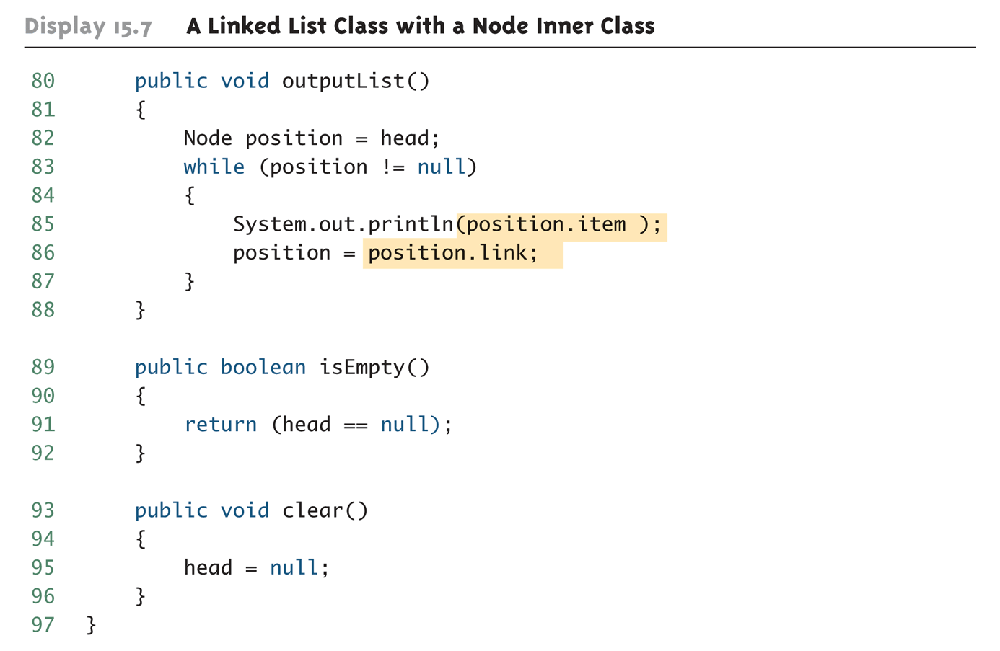 Display 15.7 A Linked List Class with a Node Inner Class
80 public void outputList()
81 {
82 Node position = head;
83 while (position != null)
84 {
85 System.out.println(position.item );
86 position = position.link;
87 }
88 }
89 public boolean isEmpty()
90 {
91 return (head == null);
92 }
93 public void clear()
94 {
95 head = null;
96 }
97 }